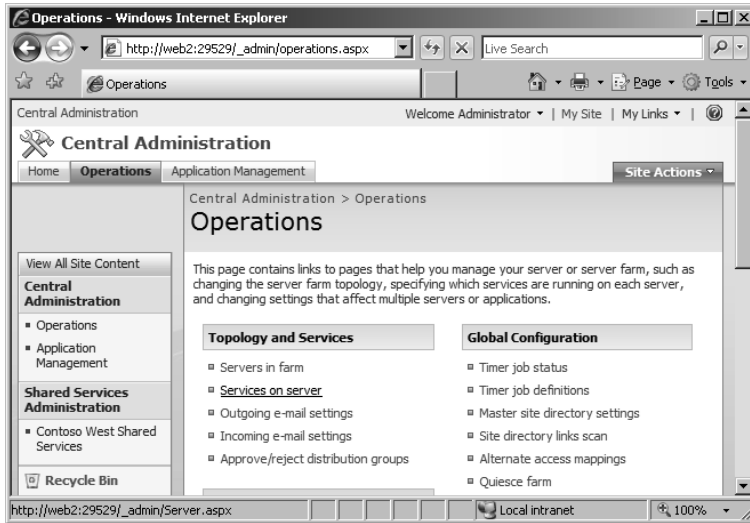 Operations - Windows Internet Explorer
http://web2:29529/_admin/operations.aspx
Live Search
Operations
Page
Tools
Central Administration
Welcome Administrator
My Site
My Links
Central Administration
Home
Operations
Application Management
Site Actions
Central Administration > Operations
Operations
View All Site Content
Central
Administration
Operations
Application
Management
Shared Services
Administration
Contoso West Shared
Services
Recycle Bin
This page contains links to pages that help you manage your server or server farm, such as
changing the server farm topology, specifying which services are running on each server,
and changing settings that affect multiple servers or applications.
Topology and Services
Servers in farm
Services on server
Outgoing e-mail settings
Incoming e-mail settings
Approve/reject distribution groups
Global Configuration
Timer job status
Timer job definitions
Master site directory settings
Site directory links scan
Alternate access mappings
Quiesce farm
http://web2:29529/_admin/Server.aspx
Local intranet
100%